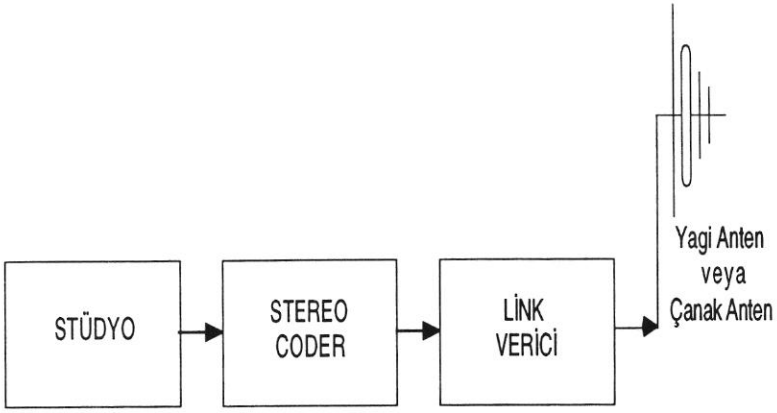 Yagi Anten
veya
Çanak Anten
STÜDYO
STEREO
CODER
LİNK
VERİCİ